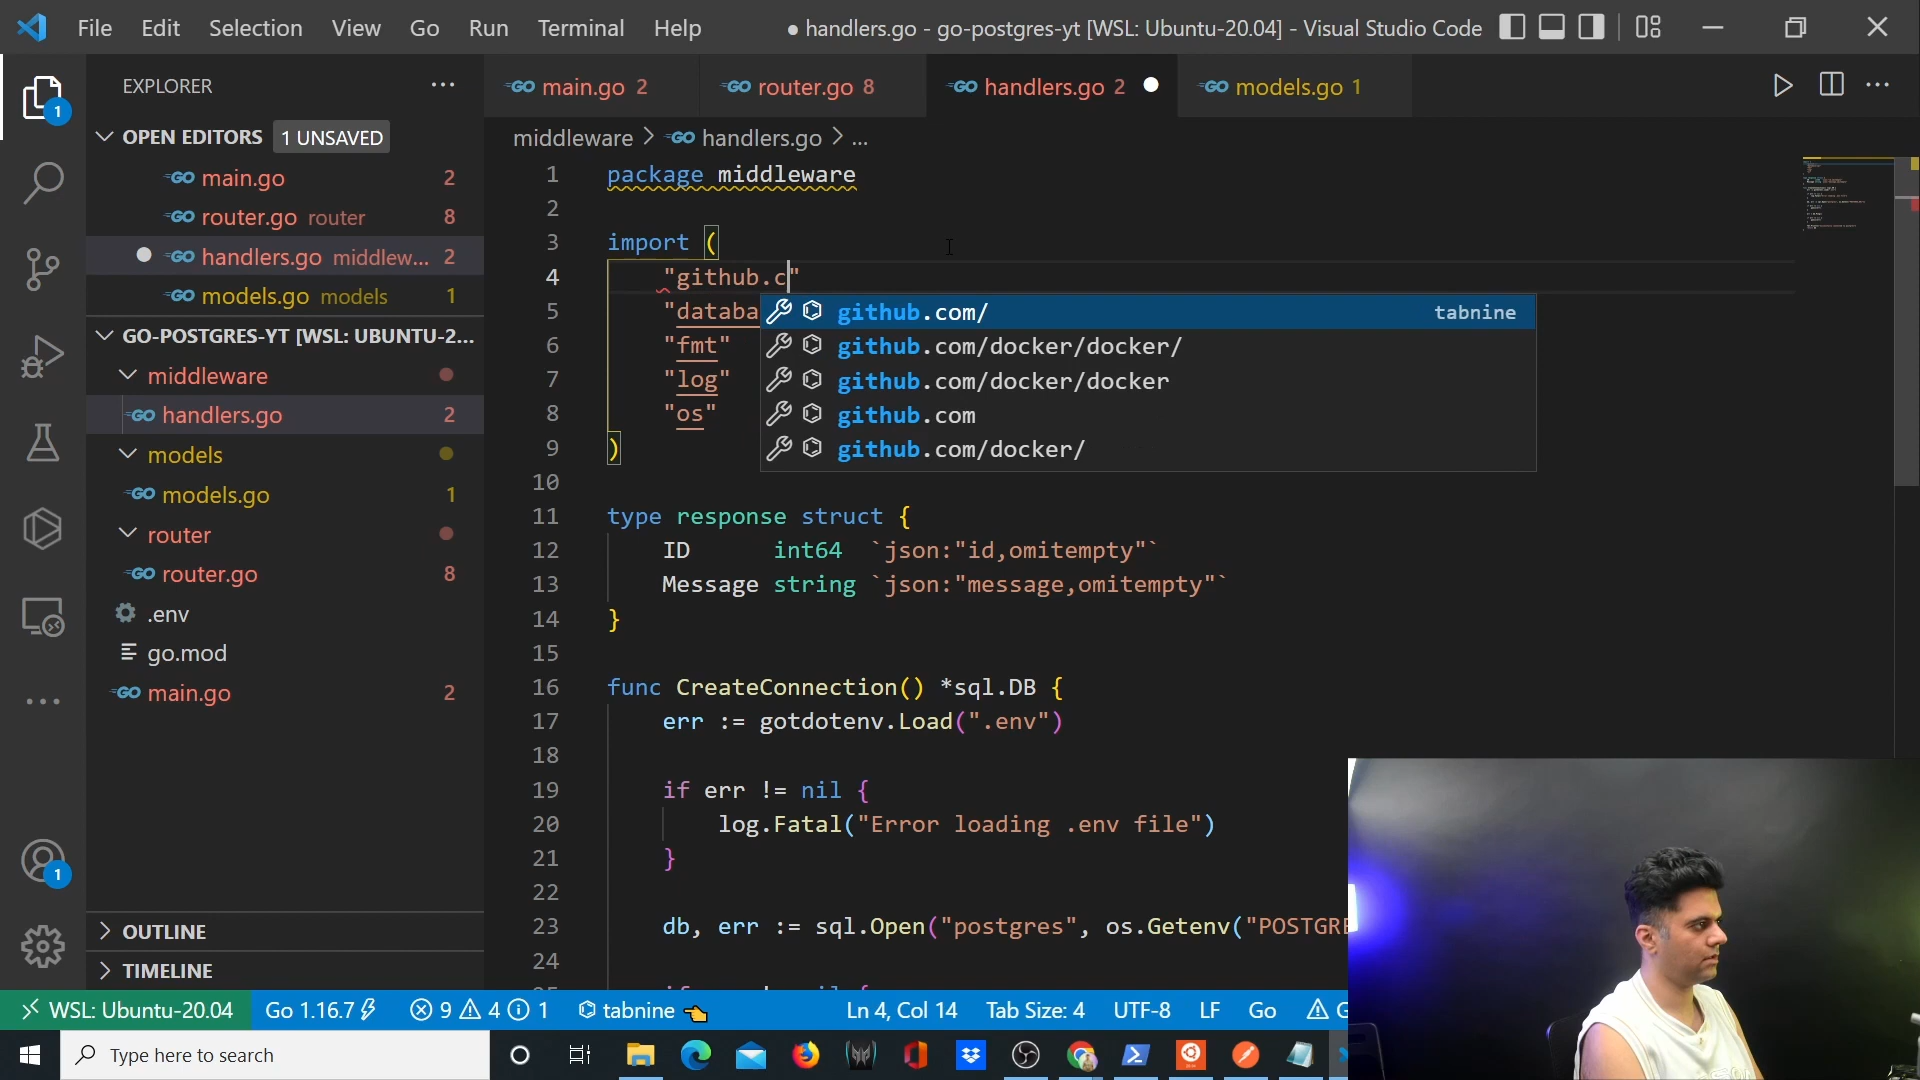 File Edit Selection View Go Run Terminal Help ● handlers.go - go-postgres-yt [WSL: Ubuntu-20.04] - Visual Studio Code
EXPLORER
OPEN EDITORS 1 UNSAVED
main.go 2
router.go router 8
handlers.go middlew... 2
models.go models 1
GO-POSTGRES-YT [WSL: UBUNTU-2...
middleware
handlers.go 2
models
models.go 1
router
router.go 8
.env
go.mod
main.go 2
OUTLINE
TIMELINE
1
1
main.go 2 router.go 8 handlers.go 2 models.go 1
middleware > handlers.go > ...
1 package middleware
2
3 import (
4 "github.c"
5 "databa
6 "fmt"
7 "log"
8 "os"
9 )
github.com/ tabnine
github.com/docker/docker/
github.com/docker/docker
github.com
github.com/docker/
10
11 type response struct {
12 ID int64 `json:"id,omitempty"`
13 Message string `json:"message,omitempty"`
14 }
15
16 func CreateConnection() *sql.DB {
17 err := gotdotenv.Load(".env")
18
19 if err != nil {
20 log.Fatal("Error loading .env file")
21 }
22
23 db, err := sql.Open("postgres", os.Getenv("POSTGRE
24
WSL: Ubuntu-20.04 Go 1.16.7 9 4 1 tabnine Ln 4, Col 14 Tab Size: 4 UTF-8 LF Go
Type here to search